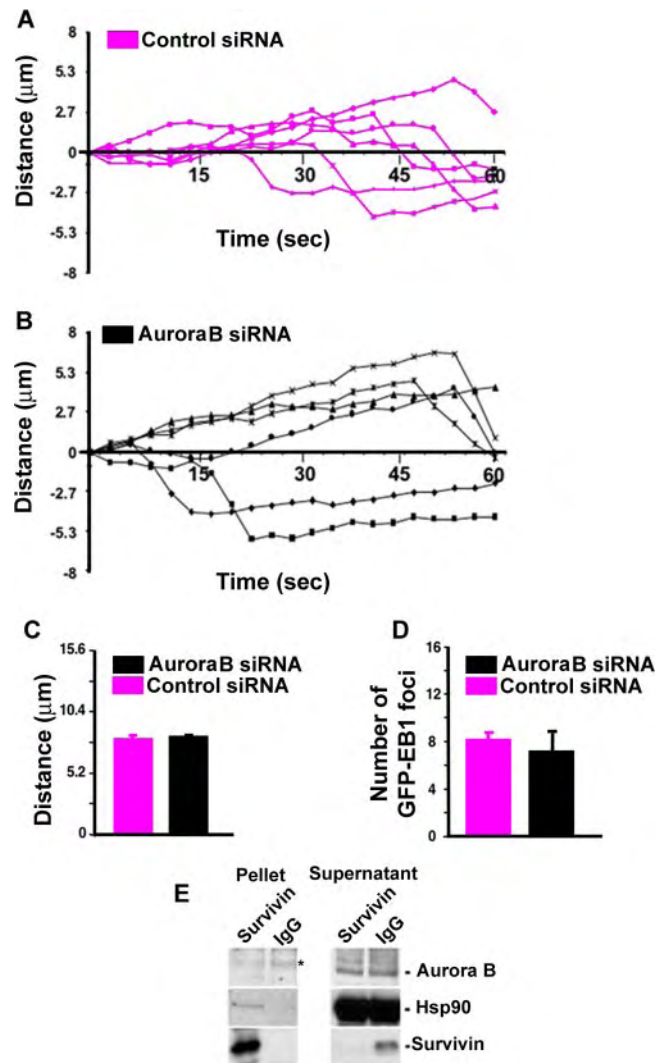 A
Control siRNA
Distance (µm)
8
5.3
2.7
0
-2.7
-5.3
-8
15
30
45
60
Time (sec)
B
AuroraB siRNA
Distance (µm)
8
5.3
2.7
0
-2.7
-5.3
-8
15
30
45
60
Time (sec)
C
AuroraB siRNA
Control siRNA
Distance (µm)
15.6
10.4
5.2
0
D
AuroraB siRNA
Control siRNA
Number of
GFP-EB1 foci
16
12
8
4
0
E
Pellet
Supernatant
Survivin
IgG
Survivin
IgG
*
- Aurora B
- Hsp90
- Survivin